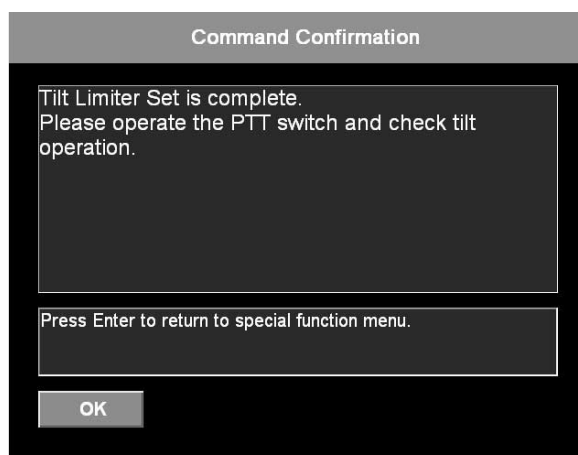 Command Confirmation
Tilt Limiter Set is complete.
Please operate the PTT switch and check tilt
operation.
Press Enter to return to special function menu.
OK